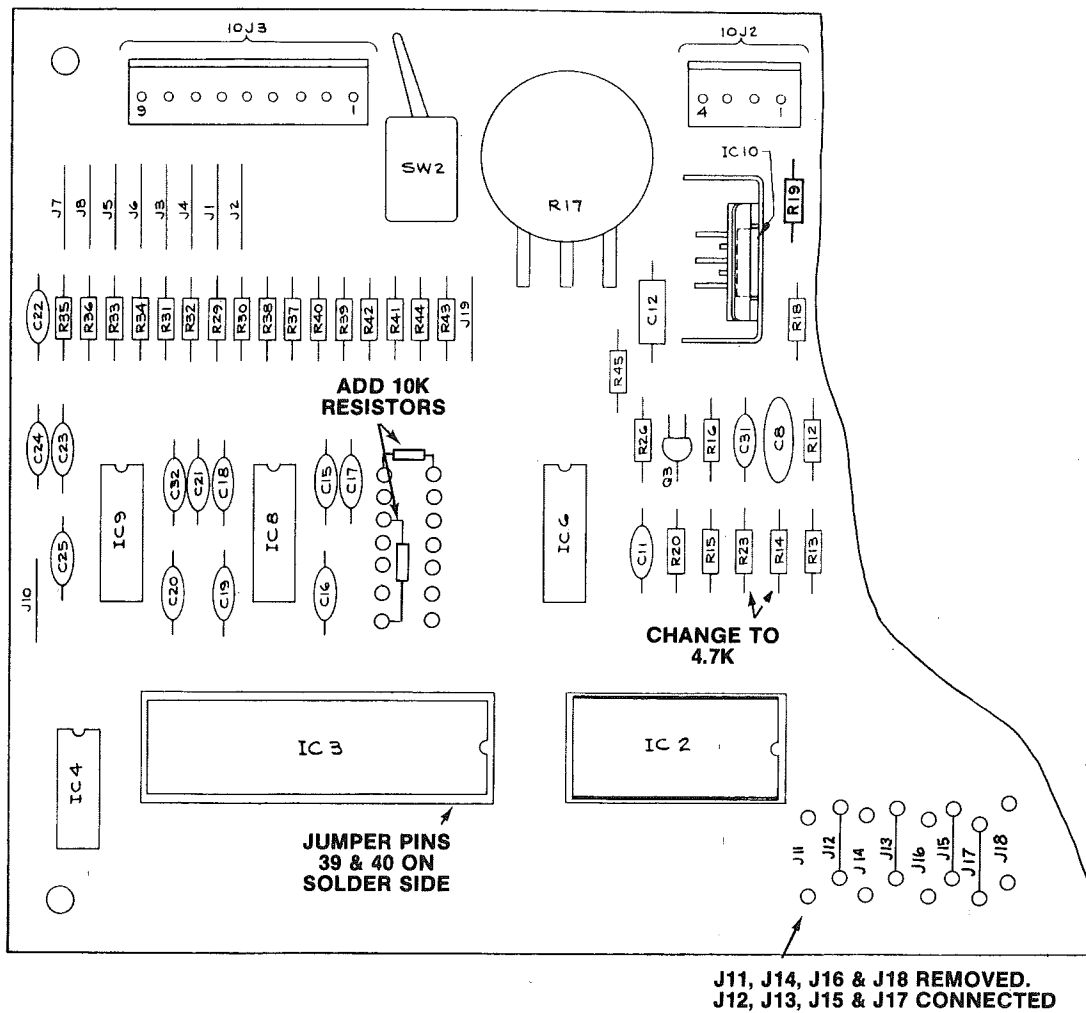 10J3
10J2
9
1
4
1
SW2
R17
IC10
R19
J7
J8
J5
J6
J3
J4
J1
J2
C22
R35
R36
R33
R34
R31
R32
R29
R30
R38
R37
R40
R39
R42
R41
R44
R43
J19
C12
R18
R45
ADD 10K
RESISTORS
C24
C23
C32
C21
C18
C15
C17
R26
Q3
R16
C31
C8
R12
IC9
IC8
IC6
C25
C20
C19
C16
C11
R20
R15
R23
R14
R13
J10
CHANGE TO
4.7K
IC4
IC3
IC2
JUMPER PINS
39 & 40 ON
SOLDER SIDE
J11
J12
J14
J13
J16
J15
J17
J18
J11, J14, J16 & J18 REMOVED.
J12, J13, J15 & J17 CONNECTED